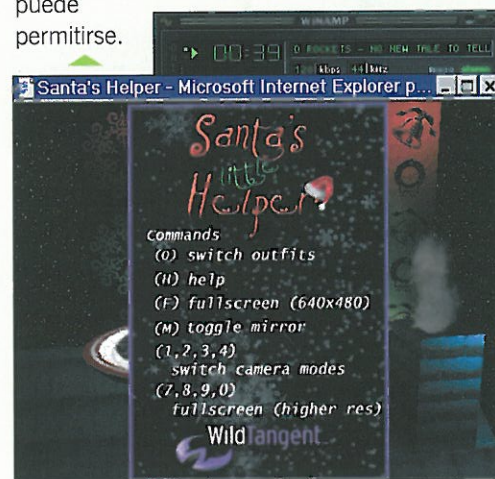 puede
permitirse.
WINAMP
00:39 O ROCKETS - NO NEW TALE TO TELL
128 kbps 44 kHz
Santa's Helper - Microsoft Internet Explorer p...
Santa's
little
Helper
Commands
(O) switch outfits
(H) help
(F) fullscreen (640x480)
(M) toggle mirror
(1,2,3,4)
switch camera modes
(7,8,9,0)
fullscreen (higher res)
WildTangent